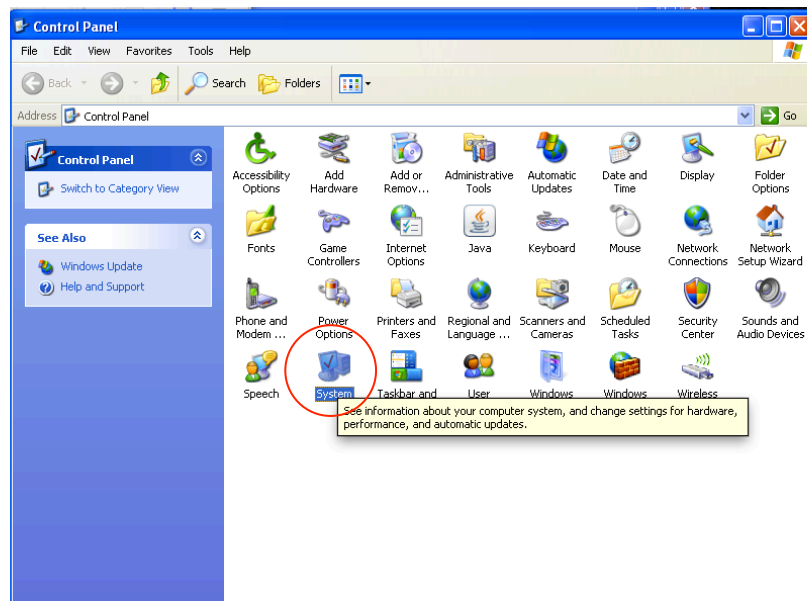 Control Panel
File Edit View Favorites Tools Help
Back Search Folders
Address Control Panel Go
Control Panel
Switch to Category View
See Also
Windows Update
Help and Support
Accessibility Options
Add Hardware
Add or Remov...
Administrative Tools
Automatic Updates
Date and Time
Display
Folder Options
Fonts
Game Controllers
Internet Options
Java
Keyboard
Mouse
Network Connections
Network Setup Wizard
Phone and Modem ...
Power Options
Printers and Faxes
Regional and Language ...
Scanners and Cameras
Scheduled Tasks
Security Center
Sounds and Audio Devices
Speech
System
Taskbar and
User
Windows
Windows
Wireless
See information about your computer system, and change settings for hardware,
performance, and automatic updates.